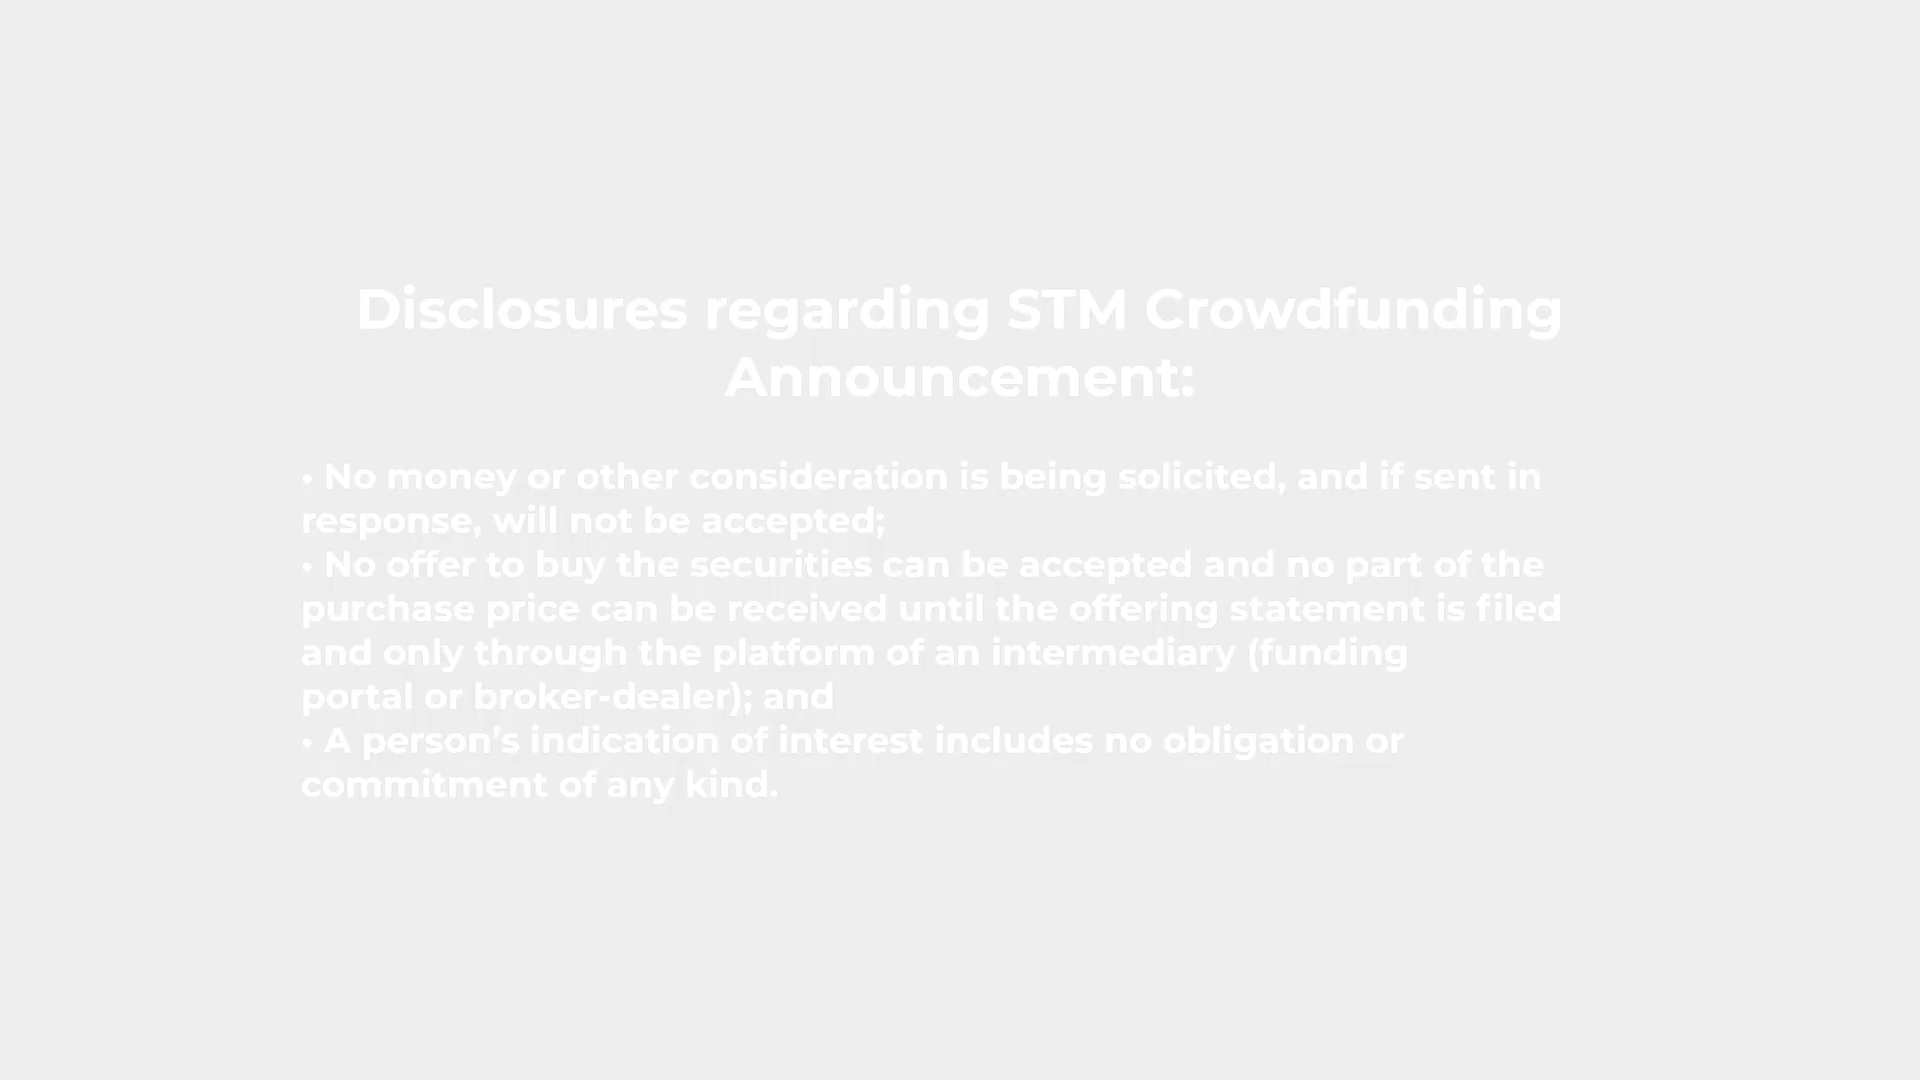 Disclosures regarding STM Crowdfunding
Announcement:
• No money or other consideration is being solicited, and if sent in
response, will not be accepted;
• No offer to buy the securities can be accepted and no part of the
purchase price can be received until the offering statement is filed
and only through the platform of an intermediary (funding
portal or broker-dealer); and
• A person’s indication of interest includes no obligation or
commitment of any kind.